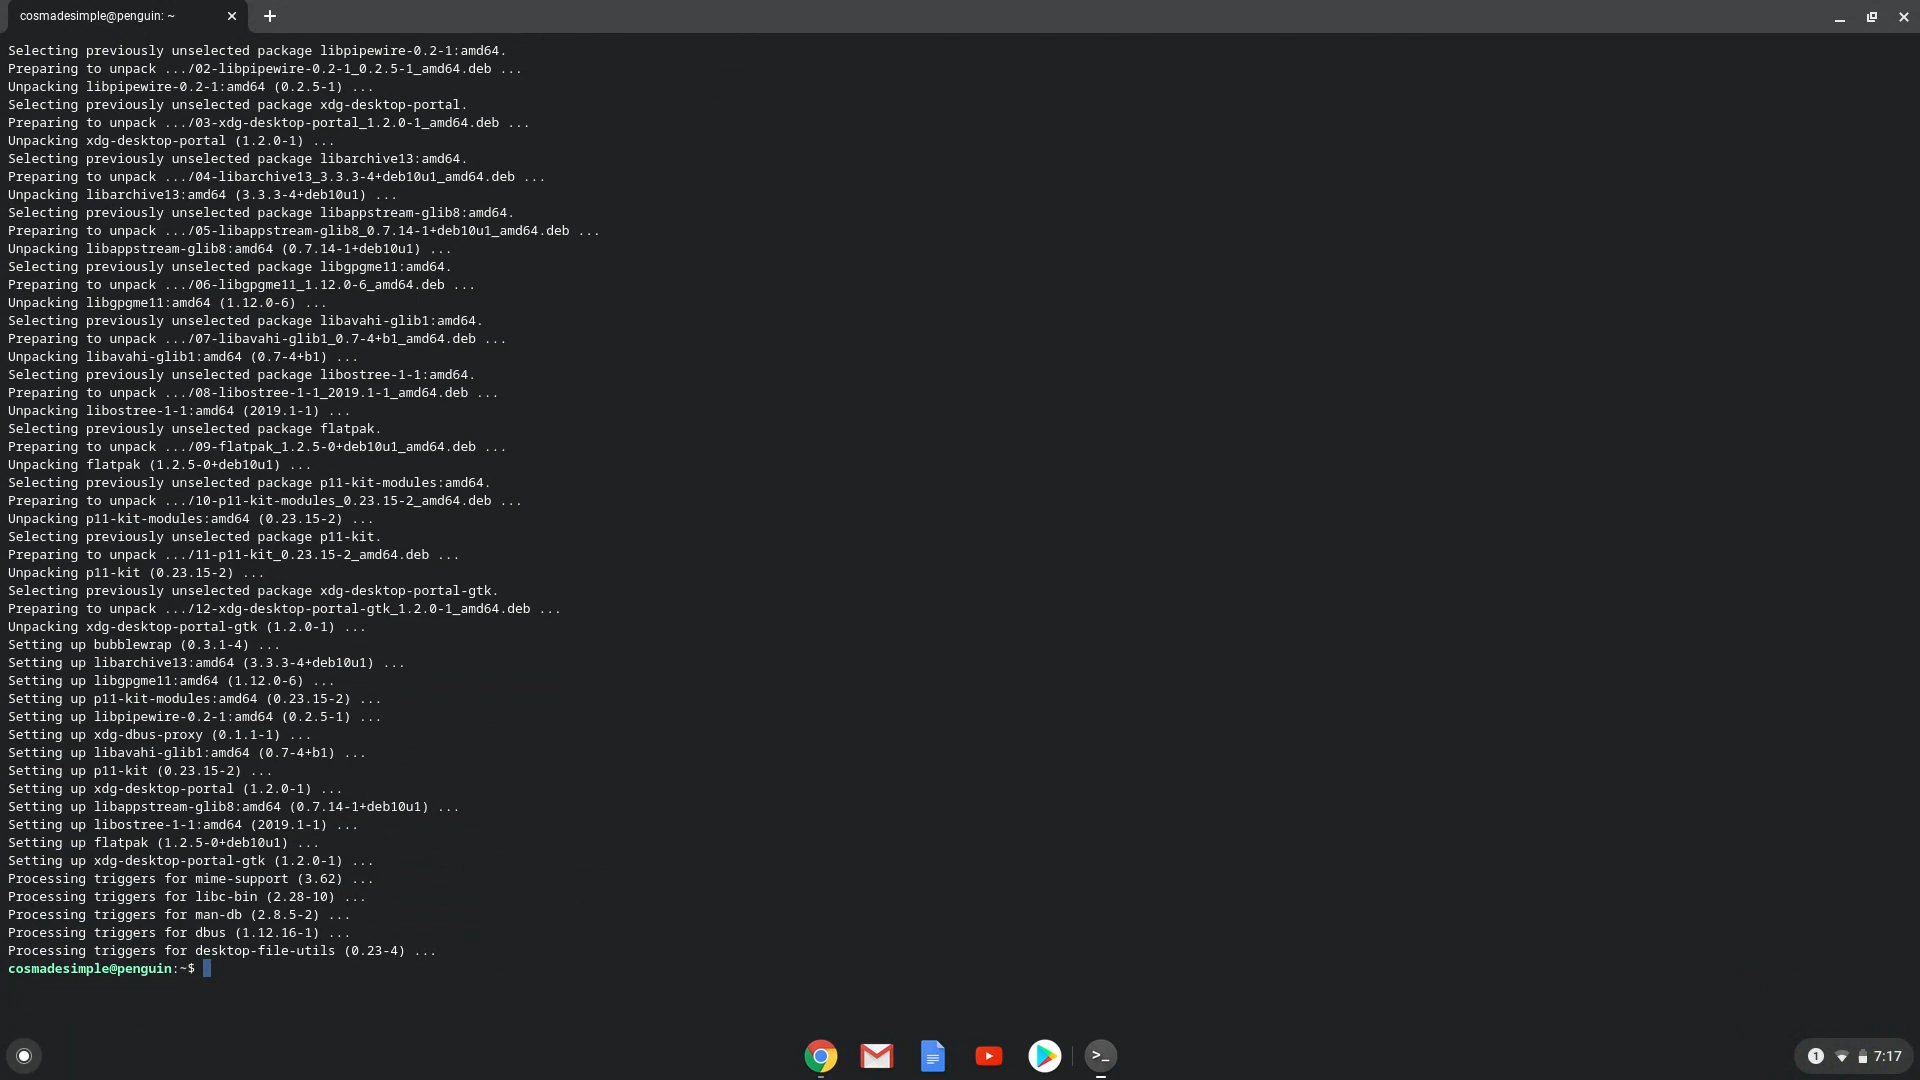 cosmadesimple@penguin: ~
Selecting previously unselected package libpipewire-0.2-1:amd64.
Preparing to unpack .../02-libpipewire-0.2-1_0.2.5-1_amd64.deb ...
Unpacking libpipewire-0.2-1:amd64 (0.2.5-1) ...
Selecting previously unselected package xdg-desktop-portal.
Preparing to unpack .../03-xdg-desktop-portal_1.2.0-1_amd64.deb ...
Unpacking xdg-desktop-portal (1.2.0-1) ...
Selecting previously unselected package libarchive13:amd64.
Preparing to unpack .../04-libarchive13_3.3.3-4+deb10u1_amd64.deb ...
Unpacking libarchive13:amd64 (3.3.3-4+deb10u1) ...
Selecting previously unselected package libappstream-glib8:amd64.
Preparing to unpack .../05-libappstream-glib8_0.7.14-1+deb10u1_amd64.deb ...
Unpacking libappstream-glib8:amd64 (0.7.14-1+deb10u1) ...
Selecting previously unselected package libgpgme11:amd64.
Preparing to unpack .../06-libgpgme11_1.12.0-6_amd64.deb ...
Unpacking libgpgme11:amd64 (1.12.0-6) ...
Selecting previously unselected package libavahi-glib1:amd64.
Preparing to unpack .../07-libavahi-glib1_0.7-4+b1_amd64.deb ...
Unpacking libavahi-glib1:amd64 (0.7-4+b1) ...
Selecting previously unselected package libostree-1-1:amd64.
Preparing to unpack .../08-libostree-1-1_2019.1-1_amd64.deb ...
Unpacking libostree-1-1:amd64 (2019.1-1) ...
Selecting previously unselected package flatpak.
Preparing to unpack .../09-flatpak_1.2.5-0+deb10u1_amd64.deb ...
Unpacking flatpak (1.2.5-0+deb10u1) ...
Selecting previously unselected package p11-kit-modules:amd64.
Preparing to unpack .../10-p11-kit-modules_0.23.15-2_amd64.deb ...
Unpacking p11-kit-modules:amd64 (0.23.15-2) ...
Selecting previously unselected package p11-kit.
Preparing to unpack .../11-p11-kit_0.23.15-2_amd64.deb ...
Unpacking p11-kit (0.23.15-2) ...
Selecting previously unselected package xdg-desktop-portal-gtk.
Preparing to unpack .../12-xdg-desktop-portal-gtk_1.2.0-1_amd64.deb ...
Unpacking xdg-desktop-portal-gtk (1.2.0-1) ...
Setting up bubblewrap (0.3.1-4) ...
Setting up libarchive13:amd64 (3.3.3-4+deb10u1) ...
Setting up libgpgme11:amd64 (1.12.0-6) ...
Setting up p11-kit-modules:amd64 (0.23.15-2) ...
Setting up libpipewire-0.2-1:amd64 (0.2.5-1) ...
Setting up xdg-dbus-proxy (0.1.1-1) ...
Setting up libavahi-glib1:amd64 (0.7-4+b1) ...
Setting up p11-kit (0.23.15-2) ...
Setting up xdg-desktop-portal (1.2.0-1) ...
Setting up libappstream-glib8:amd64 (0.7.14-1+deb10u1) ...
Setting up libostree-1-1:amd64 (2019.1-1) ...
Setting up flatpak (1.2.5-0+deb10u1) ...
Setting up xdg-desktop-portal-gtk (1.2.0-1) ...
Processing triggers for mime-support (3.62) ...
Processing triggers for libc-bin (2.28-10) ...
Processing triggers for man-db (2.8.5-2) ...
Processing triggers for dbus (1.12.16-1) ...
Processing triggers for desktop-file-utils (0.23-4) ...
cosmadesimple@penguin:~$
>_
1 7:17